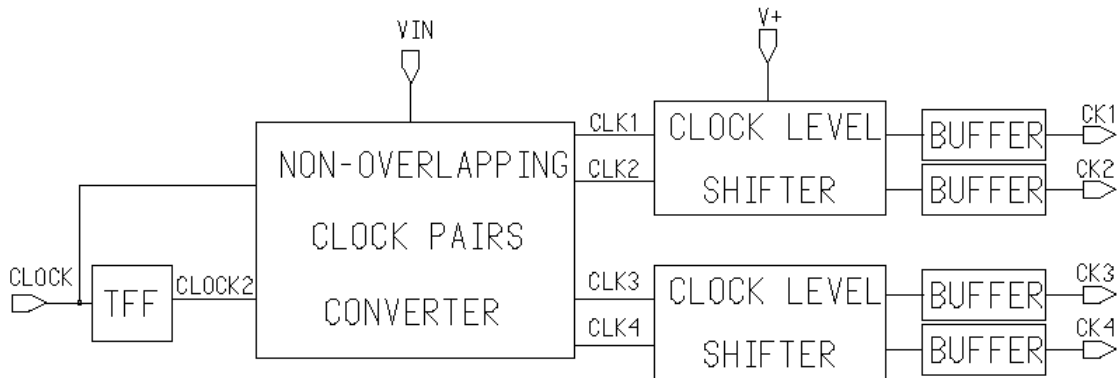 VIN
V+
CLK1
CLOCK LEVEL
SHIFTER
BUFFER
CK1
CLK2
BUFFER
CK2
NON-OVERLAPPING
CLOCK PAIRS
CONVERTER
CLOCK
TFF
CLOCK2
CLK3
CLOCK LEVEL
SHIFTER
BUFFER
CK3
CLK4
BUFFER
CK4